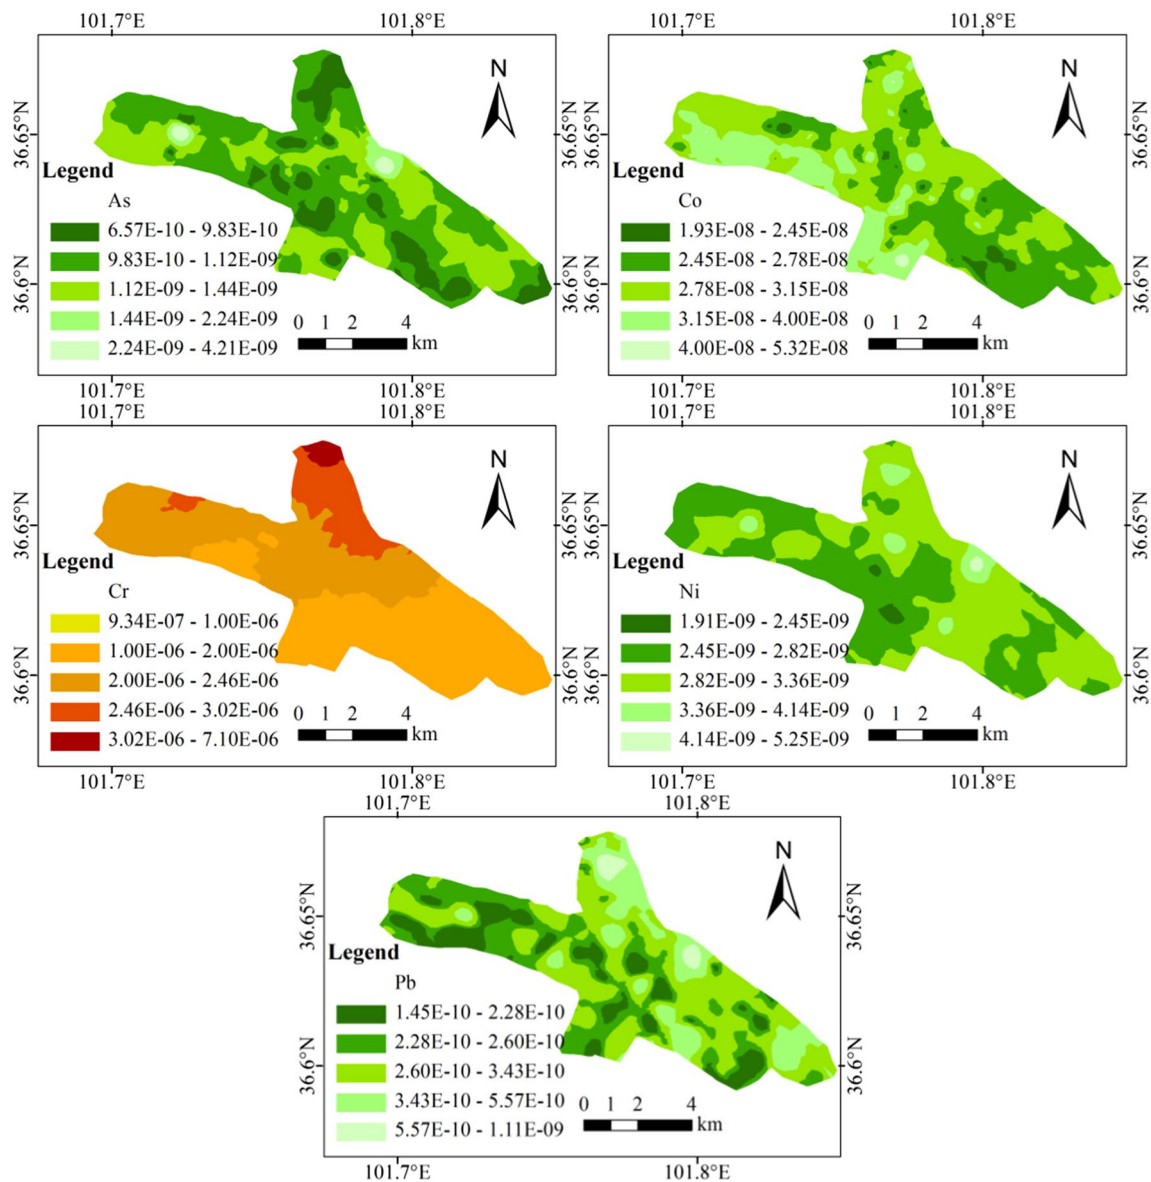 101.7°E 101.8°E 101.7°E 101.8°E
N N
36.65°N 36.65°N 36.65°N 36.65°N
Legend Legend
As Co
6.57E-10 - 9.83E-10 1.93E-08 - 2.45E-08
9.83E-10 - 1.12E-09 2.45E-08 - 2.78E-08
36.6°N 36.6°N 36.6°N 36.6°N
1.12E-09 - 1.44E-09 2.78E-08 - 3.15E-08
1.44E-09 - 2.24E-09 0 1 2 4 3.15E-08 - 4.00E-08 0 1 2 4
2.24E-09 - 4.21E-09 km 4.00E-08 - 5.32E-08 km
101.7°E 101.8°E 101.7°E 101.8°E
101.7°E 101.8°E 101.7°E 101.8°E
N N
36.65°N 36.65°N 36.65°N 36.65°N
Legend Legend
Cr Ni
9.34E-07 - 1.00E-06 1.91E-09 - 2.45E-09
1.00E-06 - 2.00E-06 2.45E-09 - 2.82E-09
36.6°N 36.6°N 36.6°N 36.6°N
2.00E-06 - 2.46E-06 2.82E-09 - 3.36E-09
2.46E-06 - 3.02E-06 0 1 2 4 3.36E-09 - 4.14E-09 0 1 2 4
3.02E-06 - 7.10E-06 km 4.14E-09 - 5.25E-09 km
101.7°E 101.8°E 101.7°E 101.8°E
101.7°E 101.8°E
N
36.65°N 36.65°N
Legend
Pb
1.45E-10 - 2.28E-10
2.28E-10 - 2.60E-10
36.6°N 36.6°N
2.60E-10 - 3.43E-10
3.43E-10 - 5.57E-10 0 1 2 4
5.57E-10 - 1.11E-09 km
101.7°E 101.8°E